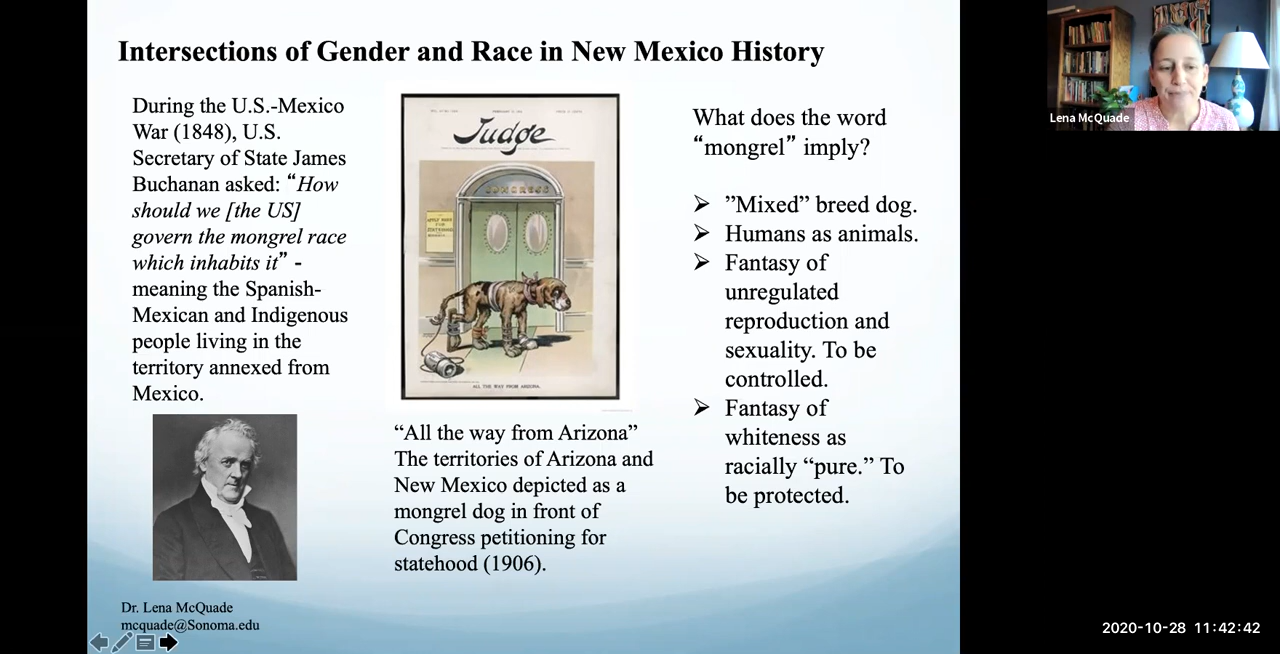 Intersections of Gender and Race in New Mexico History
During the U.S.-Mexico
War (1848), U.S.
Secretary of State James
Buchanan asked: “How
should we [the US]
govern the mongrel race
which inhabits it” -
meaning the Spanish-
Mexican and Indigenous
people living in the
territory annexed from
Mexico.
Judge
CONGRESS
APPLY HERE
FOR
STATEHOOD
ALL THE WAY FROM ARIZONA.
“All the way from Arizona”
The territories of Arizona and
New Mexico depicted as a
mongrel dog in front of
Congress petitioning for
statehood (1906).
What does the word
“mongrel” imply?
”Mixed” breed dog.
Humans as animals.
Fantasy of
unregulated
reproduction and
sexuality. To be
controlled.
Fantasy of
whiteness as
racially “pure.” To
be protected.
Dr. Lena McQuade
mcquade@Sonoma.edu
Lena McQuade
2020-10-28 11:42:42